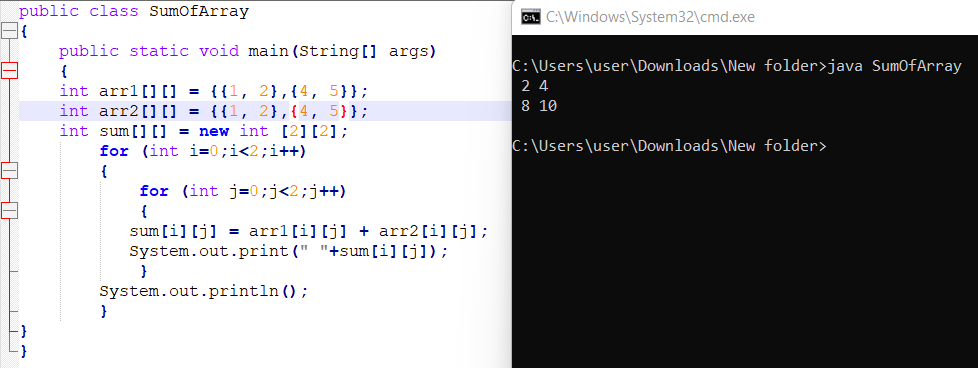 public class SumOfArray
{
public static void main(String[] args)
{
int arr1[][] = {{1, 2},{4, 5}};
int arr2[][] = {{1, 2},{4, 5}};
int sum[][] = new int [2][2];
for (int i=0;i<2;i++)
{
for (int j=0;j<2;j++)
{
sum[i][j] = arr1[i][j] + arr2[i][j];
System.out.print(" "+sum[i][j]);
}
System.out.println();
}
}
}
C:\Windows\System32\cmd.exe
C:\Users\user\Downloads\New folder>java SumOfArray
2 4
8 10
C:\Users\user\Downloads\New folder>